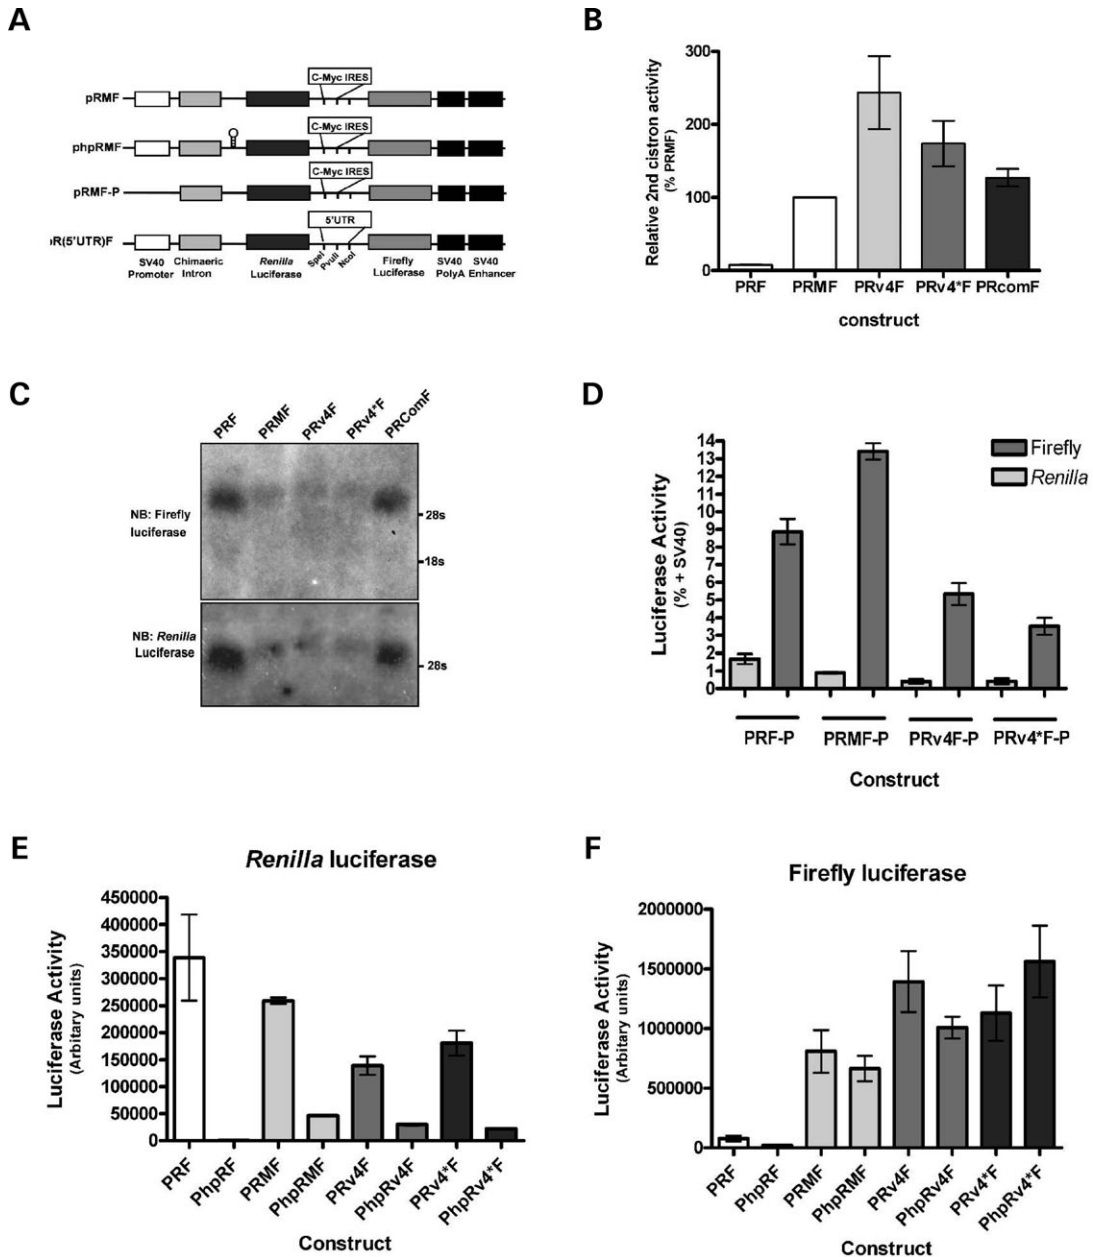 A
pRMF
C-Myc IRES
phpRMF
C-Myc IRES
pRMF-P
C-Myc IRES
ıR(5'UTR)F
5'UTR
SV40
Promoter
Chimaeric
Intron
Renilla
Luciferase
SpeI
PvuII
NcoI
Firefly
Luciferase
SV40
PolyA
SV40
Enhancer
B
Relative 2nd cistron activity
(% PRMF)
300
200
100
0
PRF PRMF PRv4F PRv4*F PRcomF
construct
C
PRF PRMF PRv4F PRv4*F PRComF
NB: Firefly
luciferase
28s
18s
NB: Renilla
Luciferase
28s
D
Luciferase Activity
(% + SV40)
14
13
12
11
10
9
8
7
6
5
4
3
2
1
0
Firefly
Renilla
PRF-P PRMF-P PRv4F-P PRv4*F-P
Construct
E
Renilla luciferase
Luciferase Activity
(Arbitary units)
450000
400000
350000
300000
250000
200000
150000
100000
50000
0
PRF PhpRF PRMF PhpRMF PRv4F PhpRv4F PRv4*F PhpRv4*F
Construct
F
Firefly luciferase
Luciferase Activity
(Arbitary units)
2000000
1500000
1000000
500000
0
PRF PhpRF PRMF PhpRMF PRv4F PhpRv4F PRv4*F PhpRv4*F
Construct